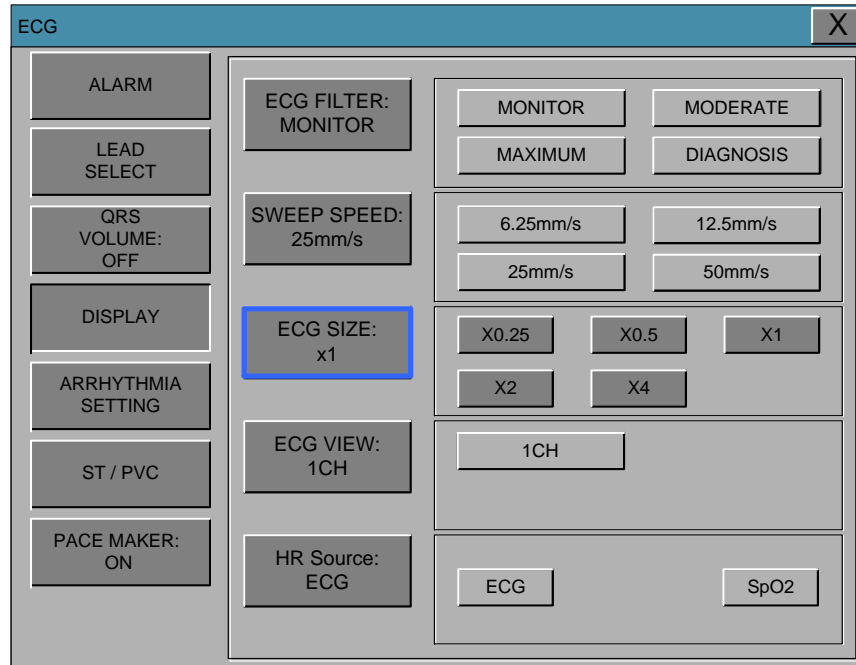 ECG
X
ALARM
LEAD
SELECT
QRS
VOLUME:
OFF
DISPLAY
ARRHYTHMIA
SETTING
ST / PVC
PACE MAKER:
ON
ECG FILTER:
MONITOR
MONITOR
MODERATE
MAXIMUM
DIAGNOSIS
SWEEP SPEED:
25mm/s
6.25mm/s
12.5mm/s
25mm/s
50mm/s
ECG SIZE:
x1
X0.25
X0.5
X1
X2
X4
ECG VIEW:
1CH
1CH
HR Source:
ECG
ECG
SpO2